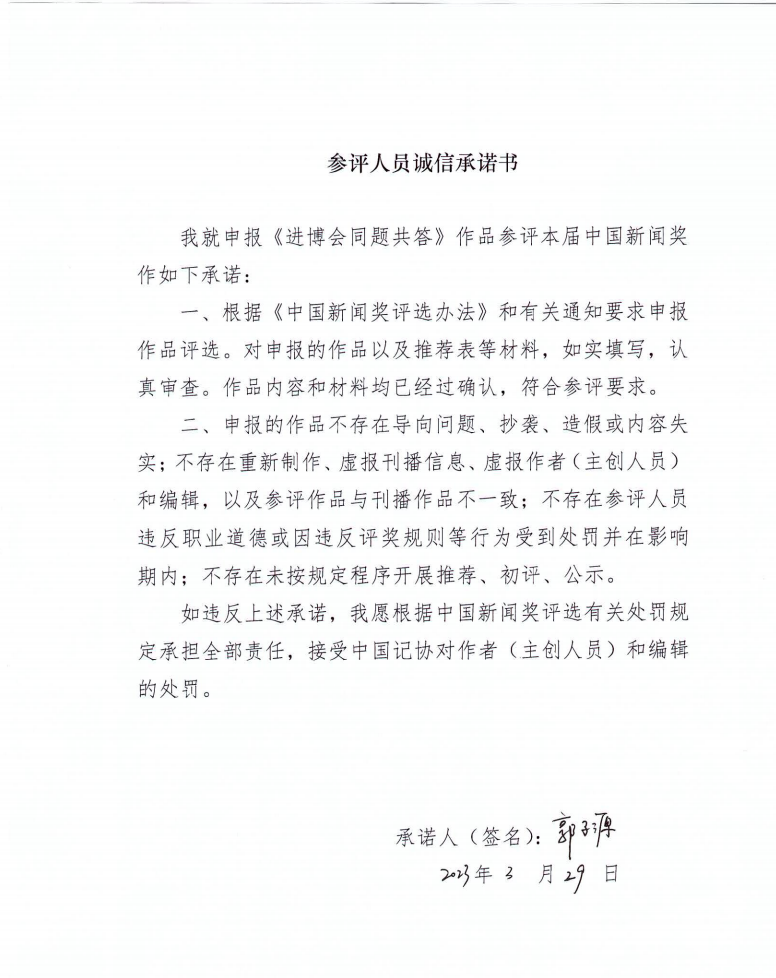 参评人员诚信承诺书
我就申报《进博会同题共答》作品参评本届中国新闻奖
作如下承诺：
一、根据《中国新闻奖评选办法》和有关通知要求申报
作品评选。对申报的作品以及推荐表等材料，如实填写，认
真审查。作品内容和材料均已经过确认，符合参评要求。
二、申报的作品不存在导向问题、抄袭、造假或内容失
实；不存在重新制作、虚报刊播信息、虚报作者（主创人员）
和编辑，以及参评作品与刊播作品不一致；不存在参评人员
违反职业道德或因违反评奖规则等行为受到处罚并在影响
期内；不存在未按规定程序开展推荐、初评、公示。
如违反上述承诺，我愿根据中国新闻奖评选有关处罚规
定承担全部责任，接受中国记协对作者（主创人员）和编辑
的处罚。
承诺人（签名）：郭子源
2023年 3 月 29 日